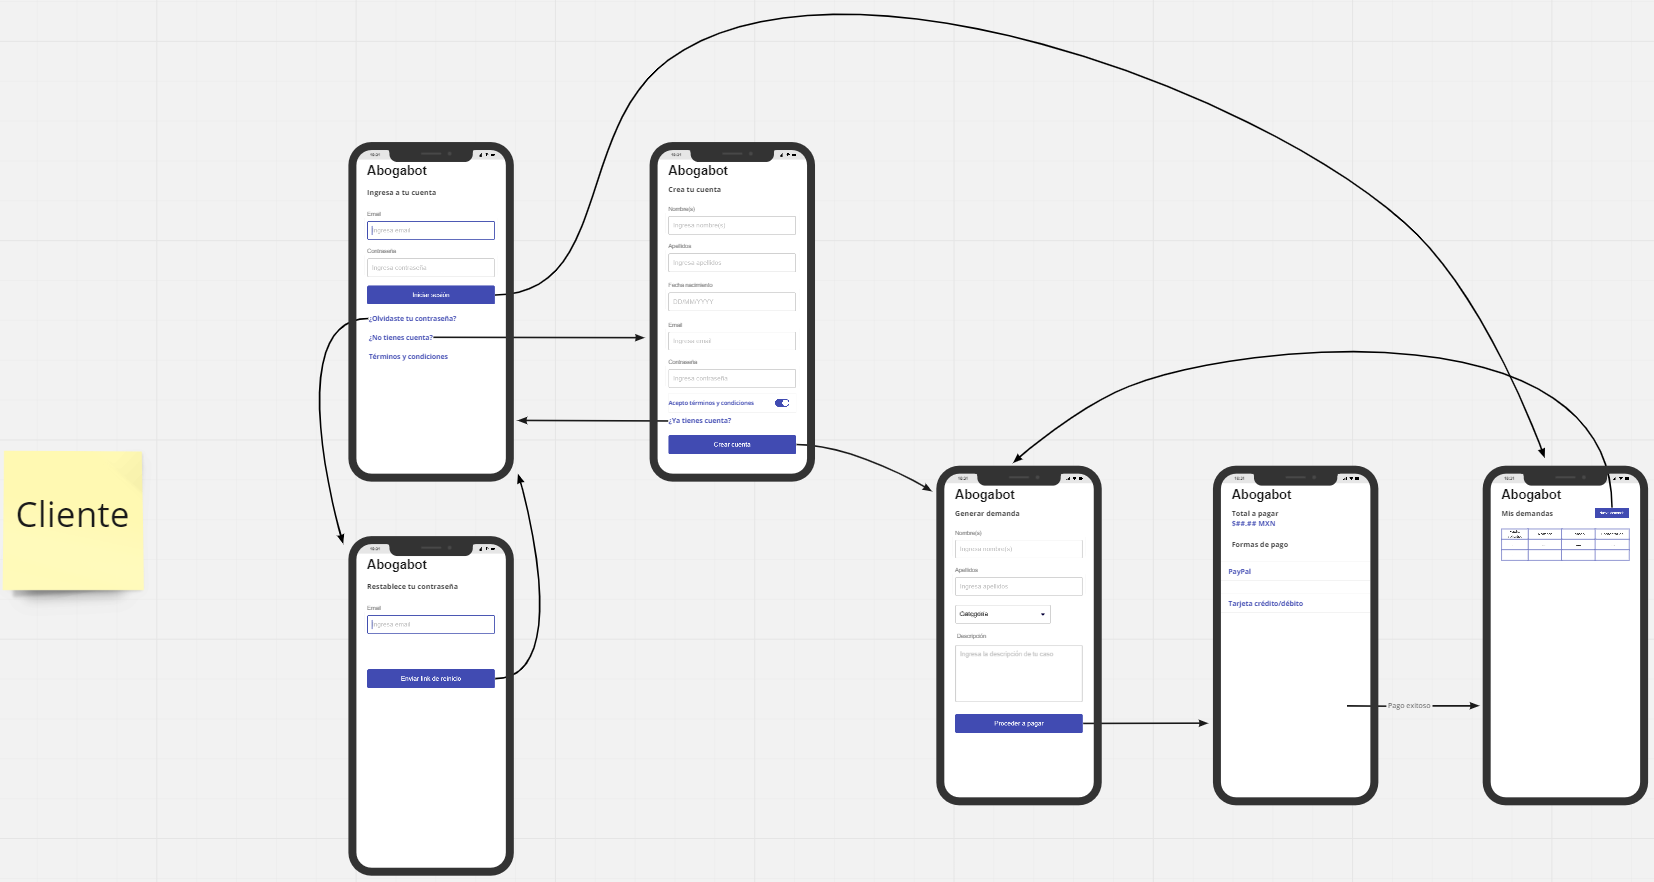 Cliente
10:21
Abogabot
Ingresa a tu cuenta
Email
Ingresa email
Contraseña
Ingresa contraseña
Iniciar sesión
¿Olvidaste tu contraseña?
¿No tienes cuenta?
Términos y condiciones
10:21
Abogabot
Restablece tu contraseña
Email
Ingresa email
Enviar link de reinicio
10:21
Abogabot
Crea tu cuenta
Nombre(s)
Ingresa nombre(s)
Apellidos
Ingresa apellidos
Fecha nacimiento
DD/MM/YYYY
Email
Ingresa email
Contraseña
Ingresa contraseña
Acepto términos y condiciones
¿Ya tienes cuenta?
Crear cuenta
10:21
Abogabot
Generar demanda
Nombre(s)
Ingresa nombre(s)
Apellidos
Ingresa apellidos
Categoría
Descripción
Ingresa la descripción de tu caso
Proceder a pagar
10:21
Abogabot
Total a pagar
$##.## MXN
Formas de pago
PayPal
Tarjeta crédito/débito
Pago exitoso
10:21
Abogabot
Mis demandas